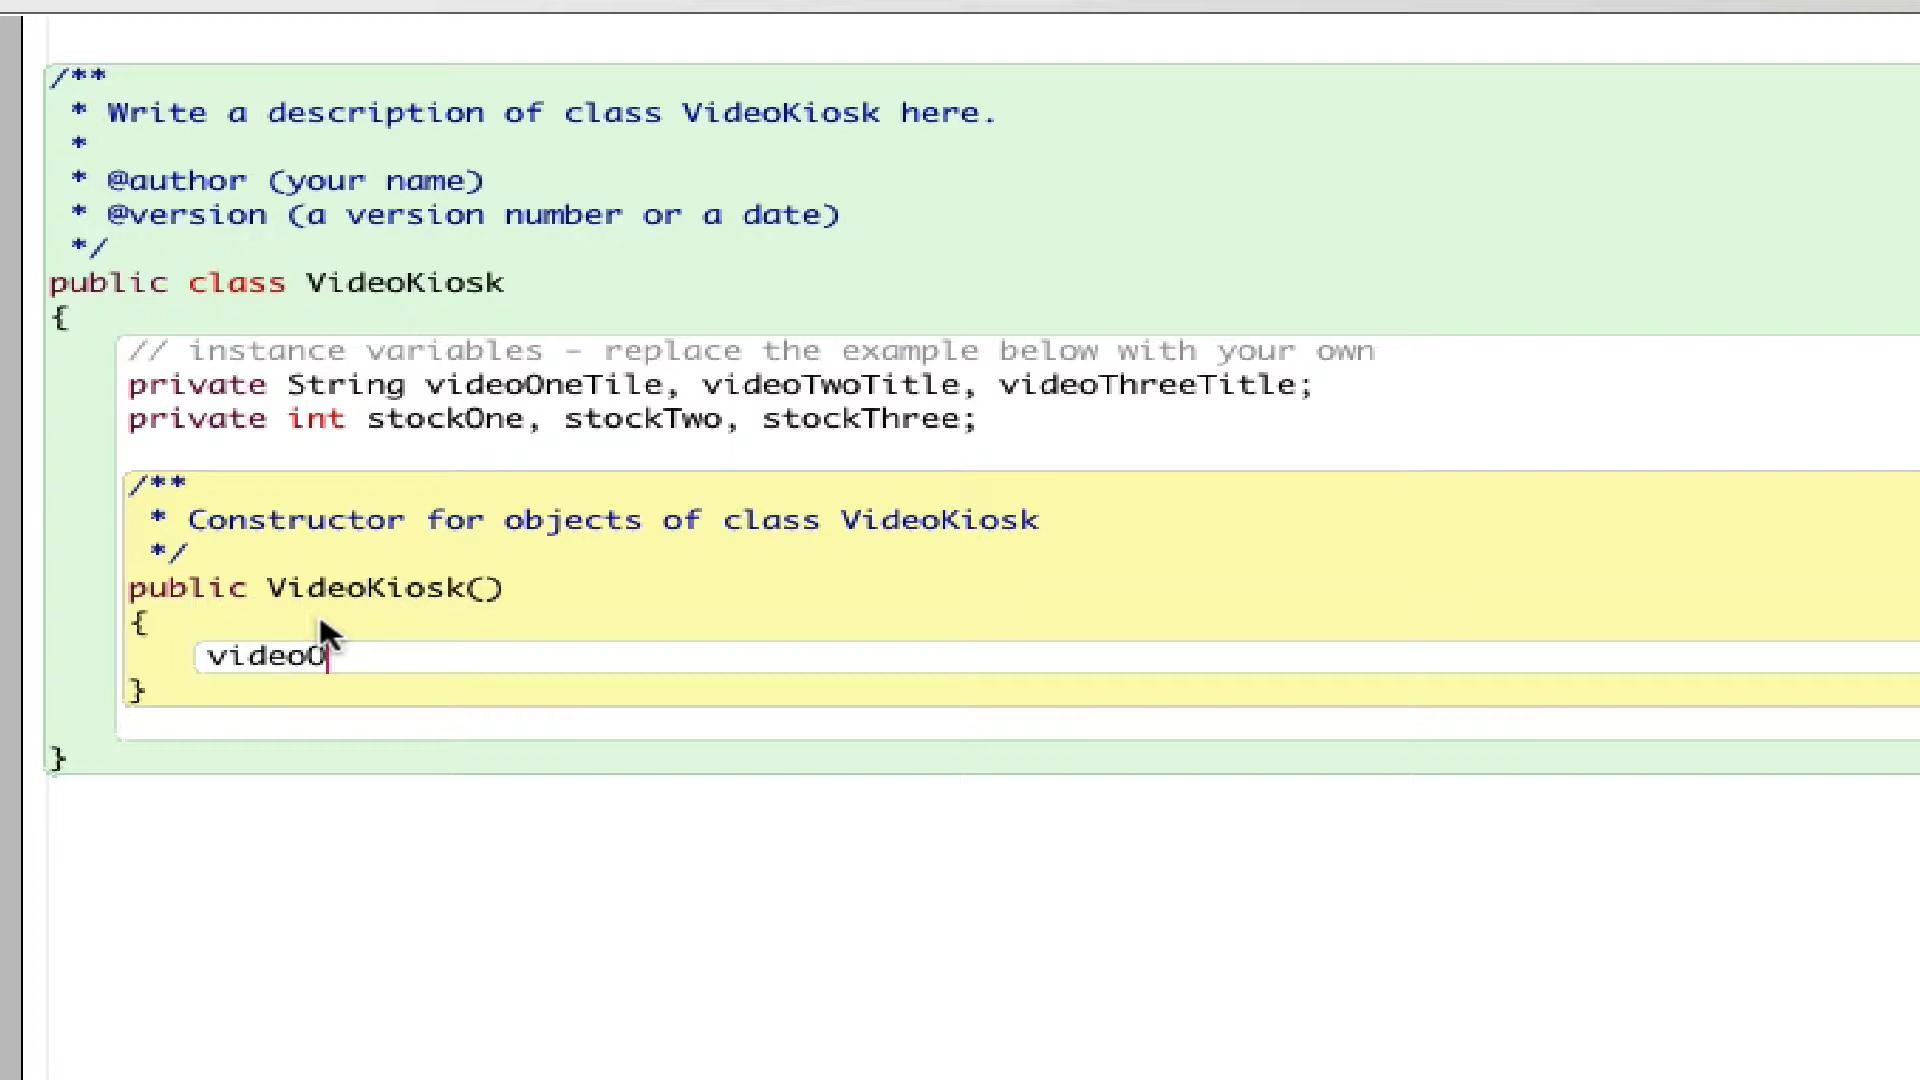 /**
 * Write a description of class VideoKiosk here.
 *
 * @author (your name)
 * @version (a version number or a date)
 */
public class VideoKiosk
{
// instance variables - replace the example below with your own
private String videoOneTile, videoTwoTitle, videoThreeTitle;
private int stockOne, stockTwo, stockThree;
/**
 * Constructor for objects of class VideoKiosk
 */
public VideoKiosk()
{
videoO
}
}